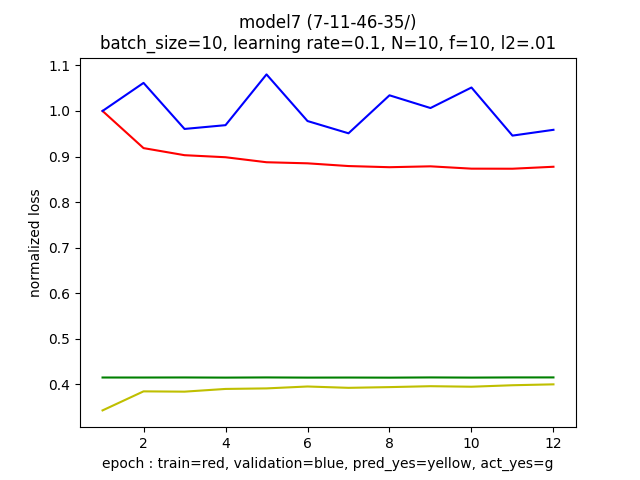 model7 (7-11-46-35/)
batch_size=10, learning rate=0.1, N=10, f=10, l2=.01
1.1
1.0
0.9
0.8
0.7
0.6
0.5
0.4
normalized loss
2 4 6 8 10 12
epoch : train=red, validation=blue, pred_yes=yellow, act_yes=g